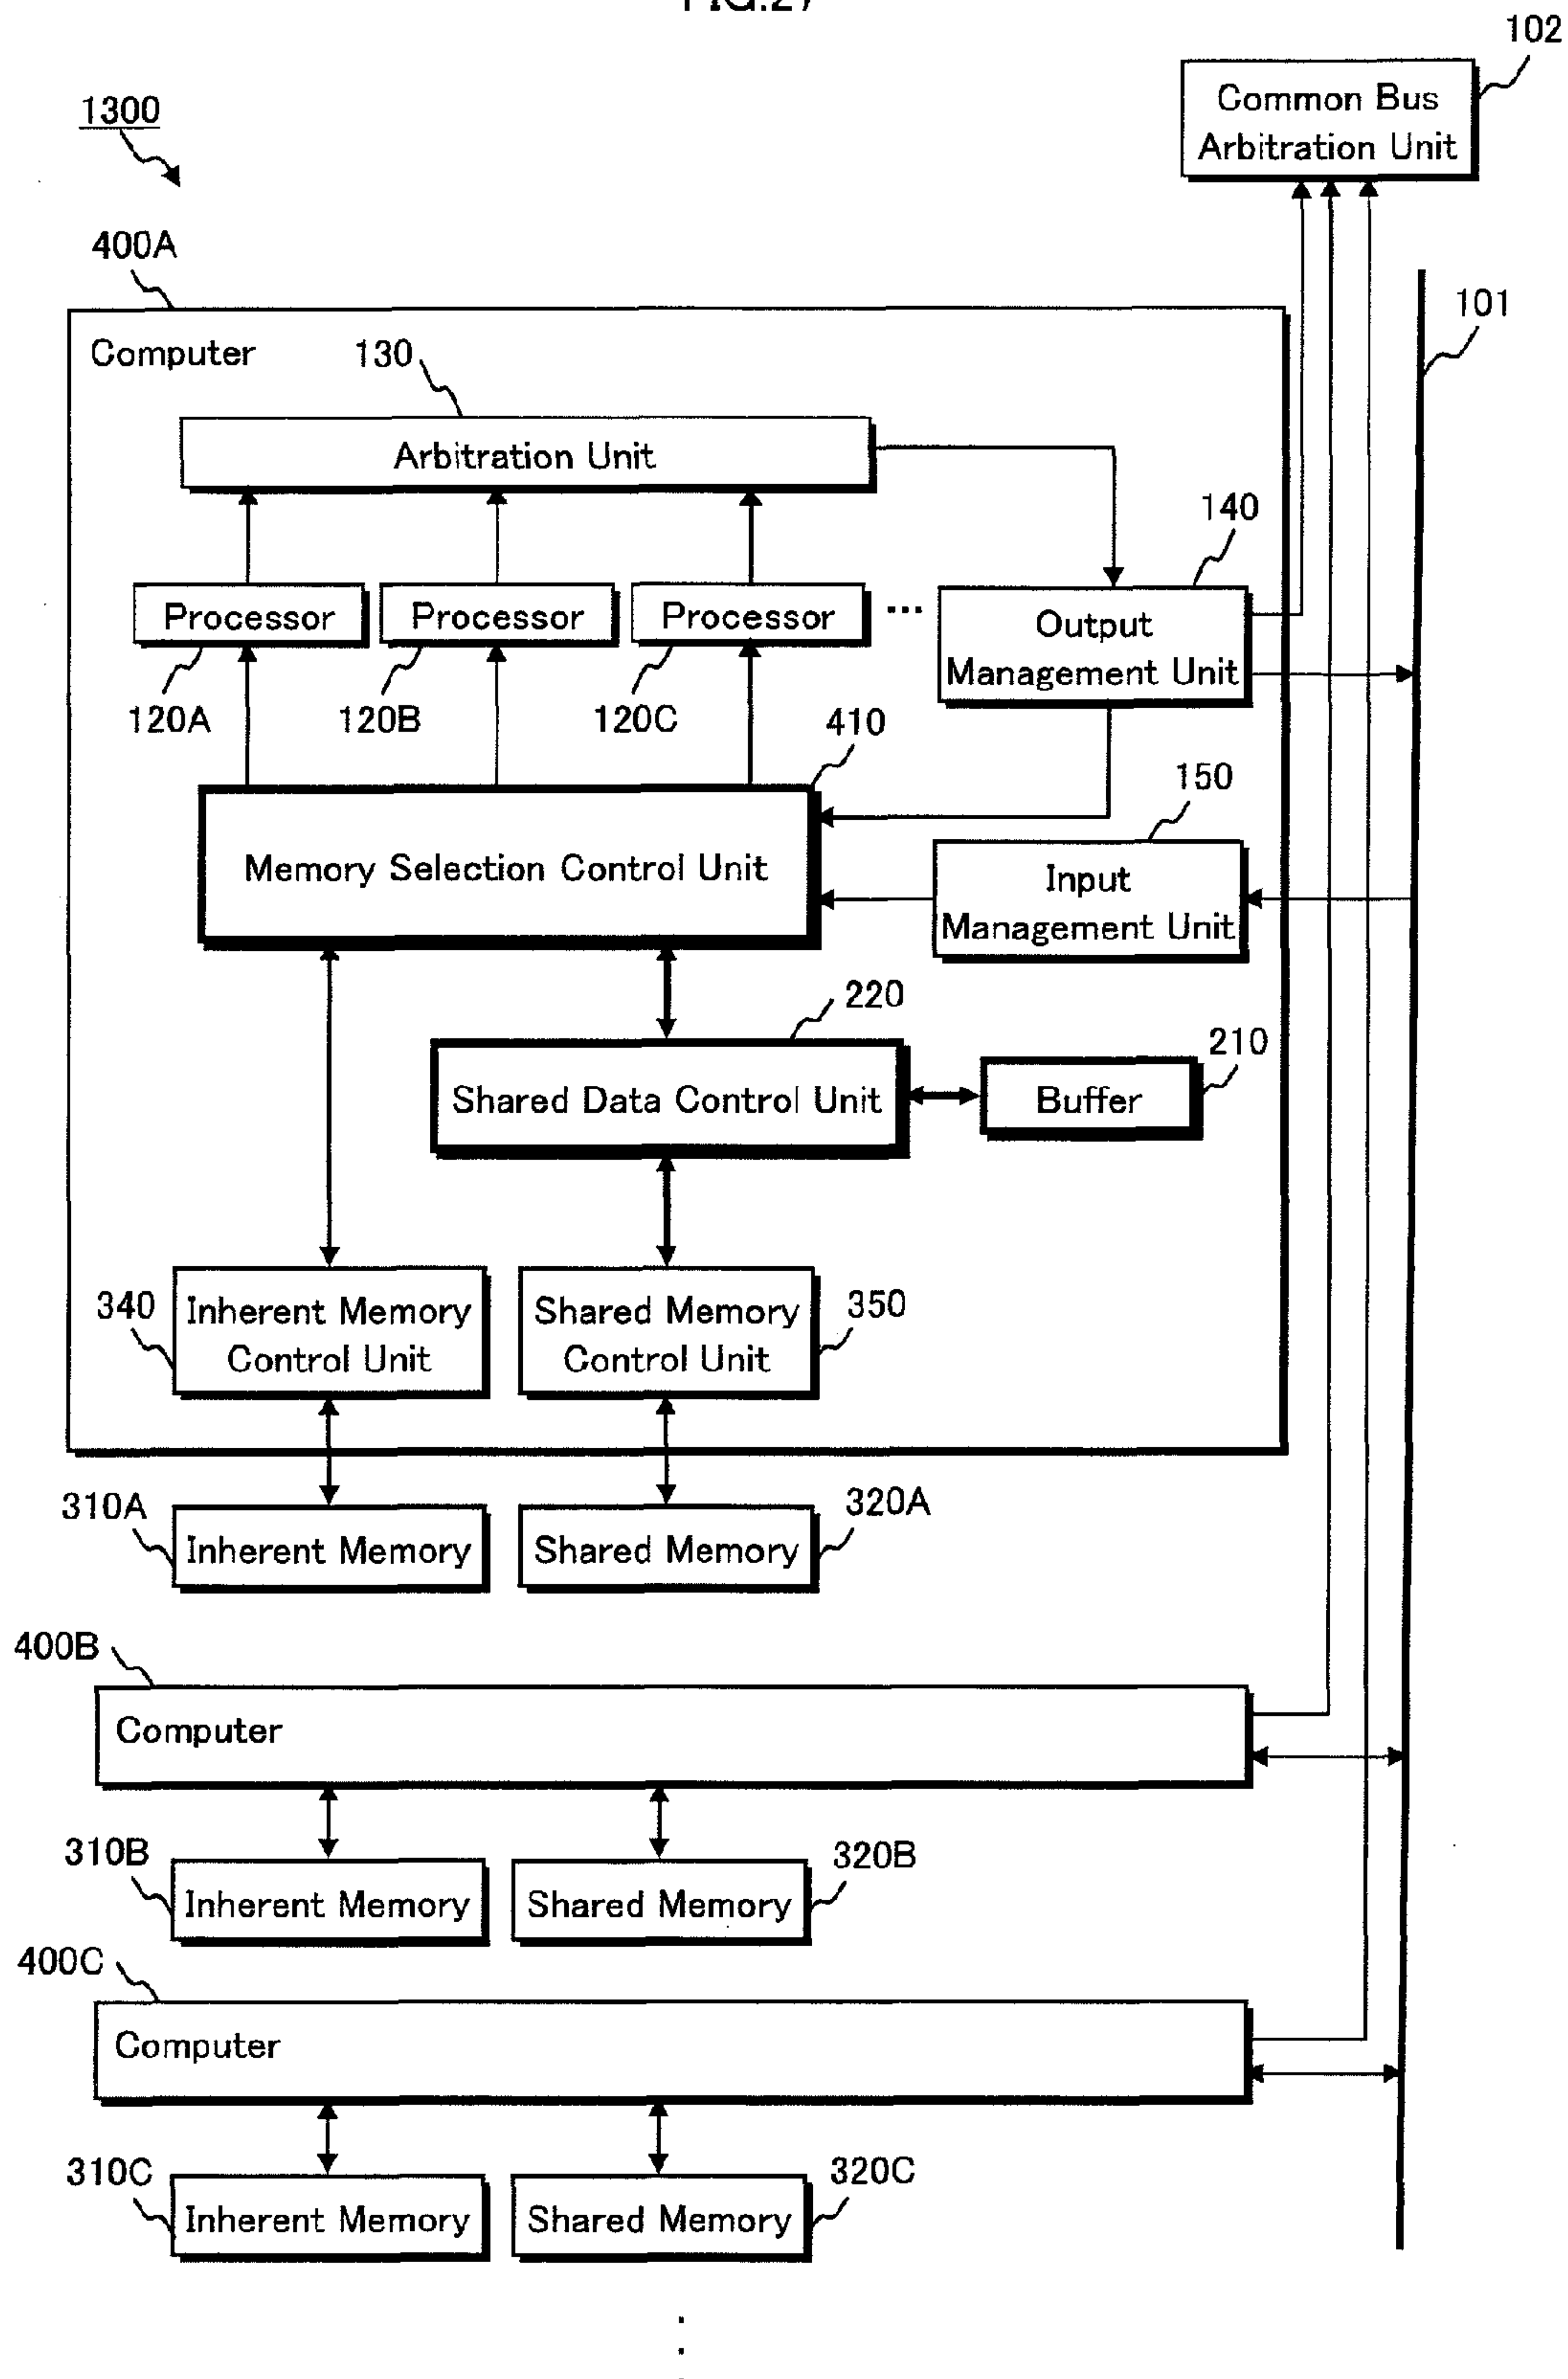 FIG.27
102
Common Bus
Arbitration Unit
1300
400A
101
Computer
130
Arbitration Unit
140
Processor
Processor
Processor
...
Output
Management Unit
120A
120B
120C
410
150
Memory Selection Control Unit
Input
Management Unit
220
210
Shared Data Control Unit
Buffer
340
Inherent Memory
Control Unit
Shared Memory
Control Unit
350
310A
Inherent Memory
Shared Memory
320A
400B
Computer
310B
Inherent Memory
Shared Memory
320B
400C
Computer
310C
Inherent Memory
Shared Memory
320C